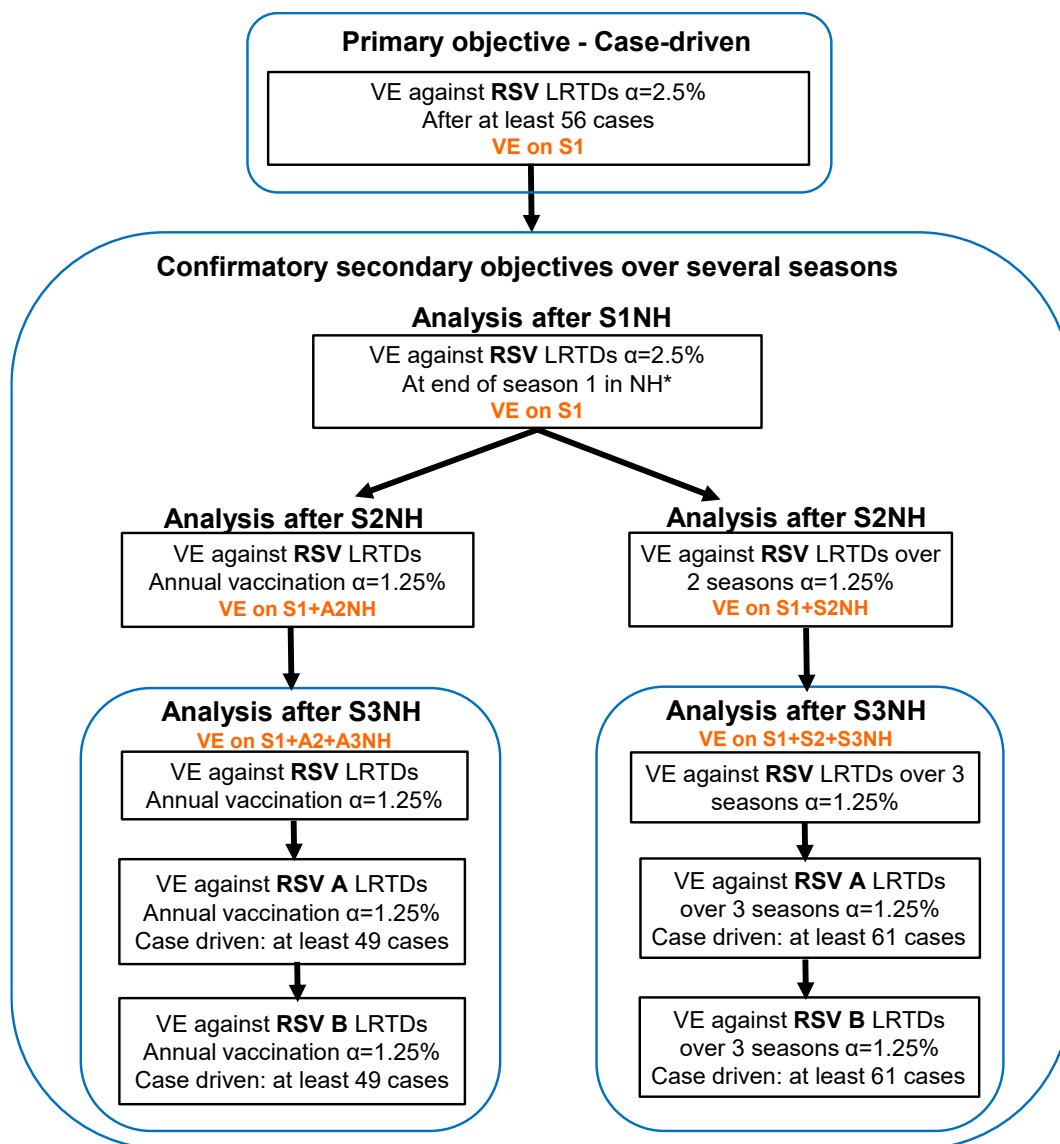 Primary objective - Case-driven
VE against RSV LRTDs α=2.5%
After at least 56 cases
VE on S1
Confirmatory secondary objectives over several seasons
Analysis after S1NH
VE against RSV LRTDs α=2.5%
At end of season 1 in NH*
VE on S1
Analysis after S2NH
VE against RSV LRTDs
Annual vaccination α=1.25%
VE on S1+A2NH
Analysis after S2NH
VE against RSV LRTDs over
2 seasons α=1.25%
VE on S1+S2NH
Analysis after S3NH
VE on S1+A2+A3NH
VE against RSV LRTDs
Annual vaccination α=1.25%
VE against RSV A LRTDs
Annual vaccination α=1.25%
Case driven: at least 49 cases
VE against RSV B LRTDs
Annual vaccination α=1.25%
Case driven: at least 49 cases
Analysis after S3NH
VE on S1+S2+S3NH
VE against RSV LRTDs over 3
seasons α=1.25%
VE against RSV A LRTDs
over 3 seasons α=1.25%
Case driven: at least 61 cases
VE against RSV B LRTDs
over 3 seasons α=1.25%
Case driven: at least 61 cases